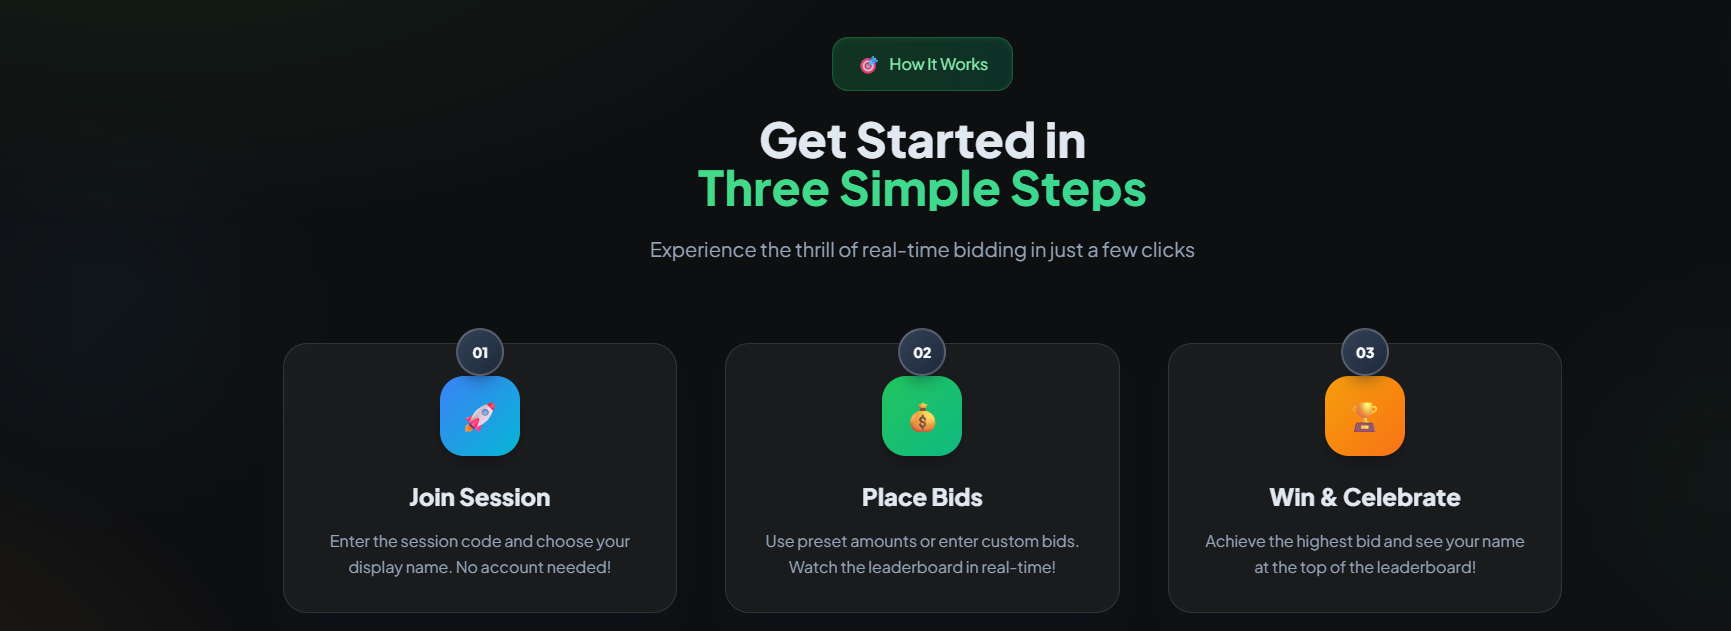 How It Works
Get Started in
Three Simple Steps
Experience the thrill of real-time bidding in just a few clicks
01
Join Session
Enter the session code and choose your
display name. No account needed!
02
Place Bids
Use preset amounts or enter custom bids.
Watch the leaderboard in real-time!
03
Win & Celebrate
Achieve the highest bid and see your name
at the top of the leaderboard!